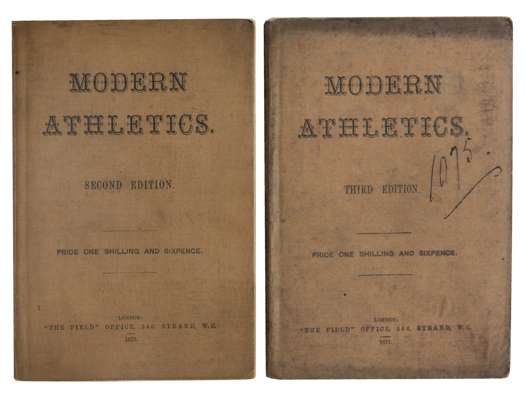 MODERN
ATHLETICS.
SECOND EDITION.
PRICE ONE SHILLING AND SIXPENCE.
LONDON:
"THE FIELD" OFFICE, 346, STRAND, W.C.
MODERN
ATHLETICS.
THIRD EDITION.
1075.
PRICE ONE SHILLING AND SIXPENCE.
LONDON:
"THE FIELD" OFFICE, 346, STRAND, W.C.